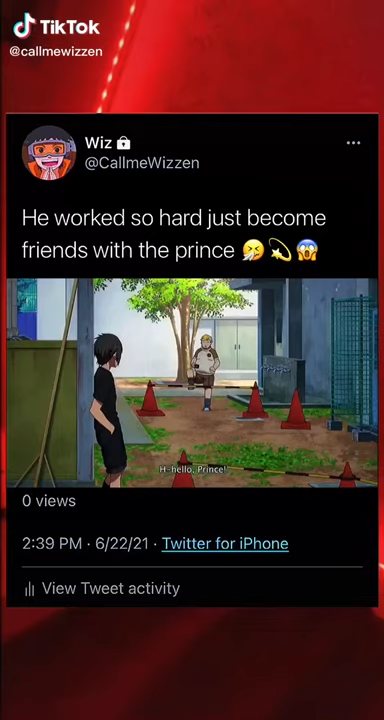 TikTok
@callmewizzen
Wiz
@CallmeWizzen
He worked so hard just become
friends with the prince 🤧💫😱
H-hello, Prince!
0 views
2:39 PM · 6/22/21 · Twitter for iPhone
View Tweet activity